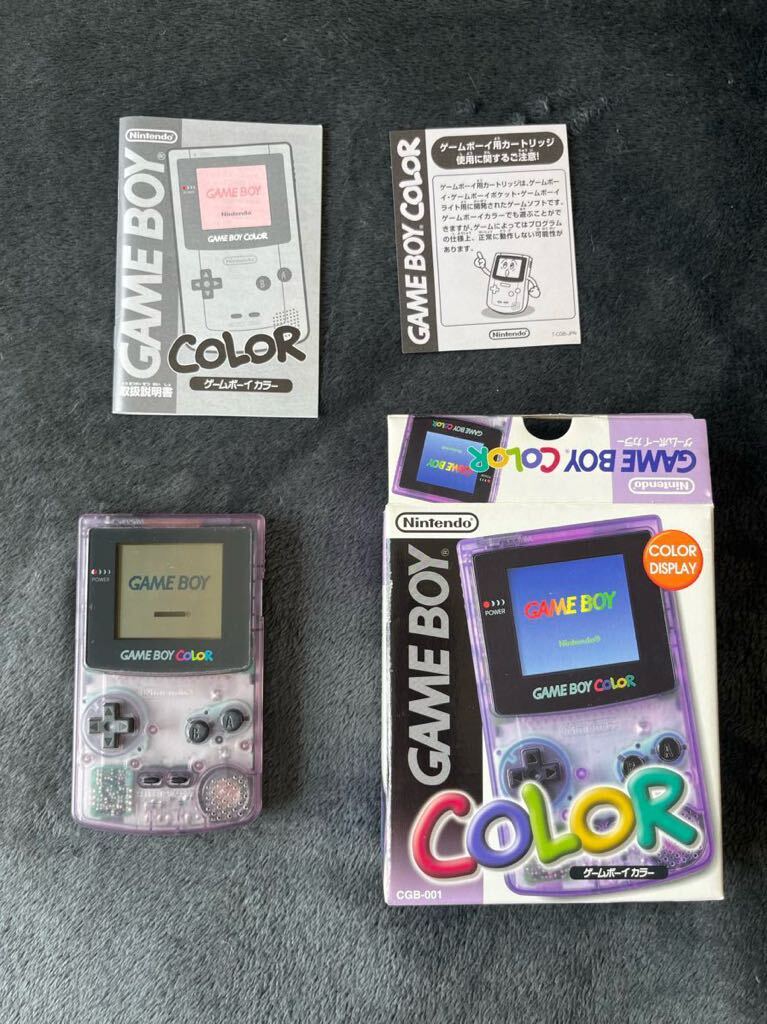 Nintendo
GAME BOY®
POWER
GAME BOY
Nintendo
GAME BOY COLOR
Nintendo
B A
COLOR
ゲームボーイ カラー
取扱説明書
GAME BOY COLOR
ゲームボーイ用カートリッジ
使用に関するご注意!
ゲームボーイ用カートリッジは、ゲームボー
イ・ゲームボーイポケット・ゲームボーイ
ライト用に開発されたゲームソフトです。
ゲームボーイカラーでも遊ぶことがで
きますが、ゲームによってはプログラム
の仕様上、正常に動作しない可能性が
あります。
Nintendo
T-CGB-JPN
POWER
GAME BOY
GAME BOY COLOR
Nintendo
B A
GAME BOY COLOR
ゲームボーイ カラー
Nintendo
GAME BOY
GAME BOY COLOR
Nintendo
GAME BOY®
COLOR
DISPLAY
POWER
GAME BOY
Nintendo®
GAME BOY COLOR
A
COLOR
ゲームボーイ カラー
CGB-001